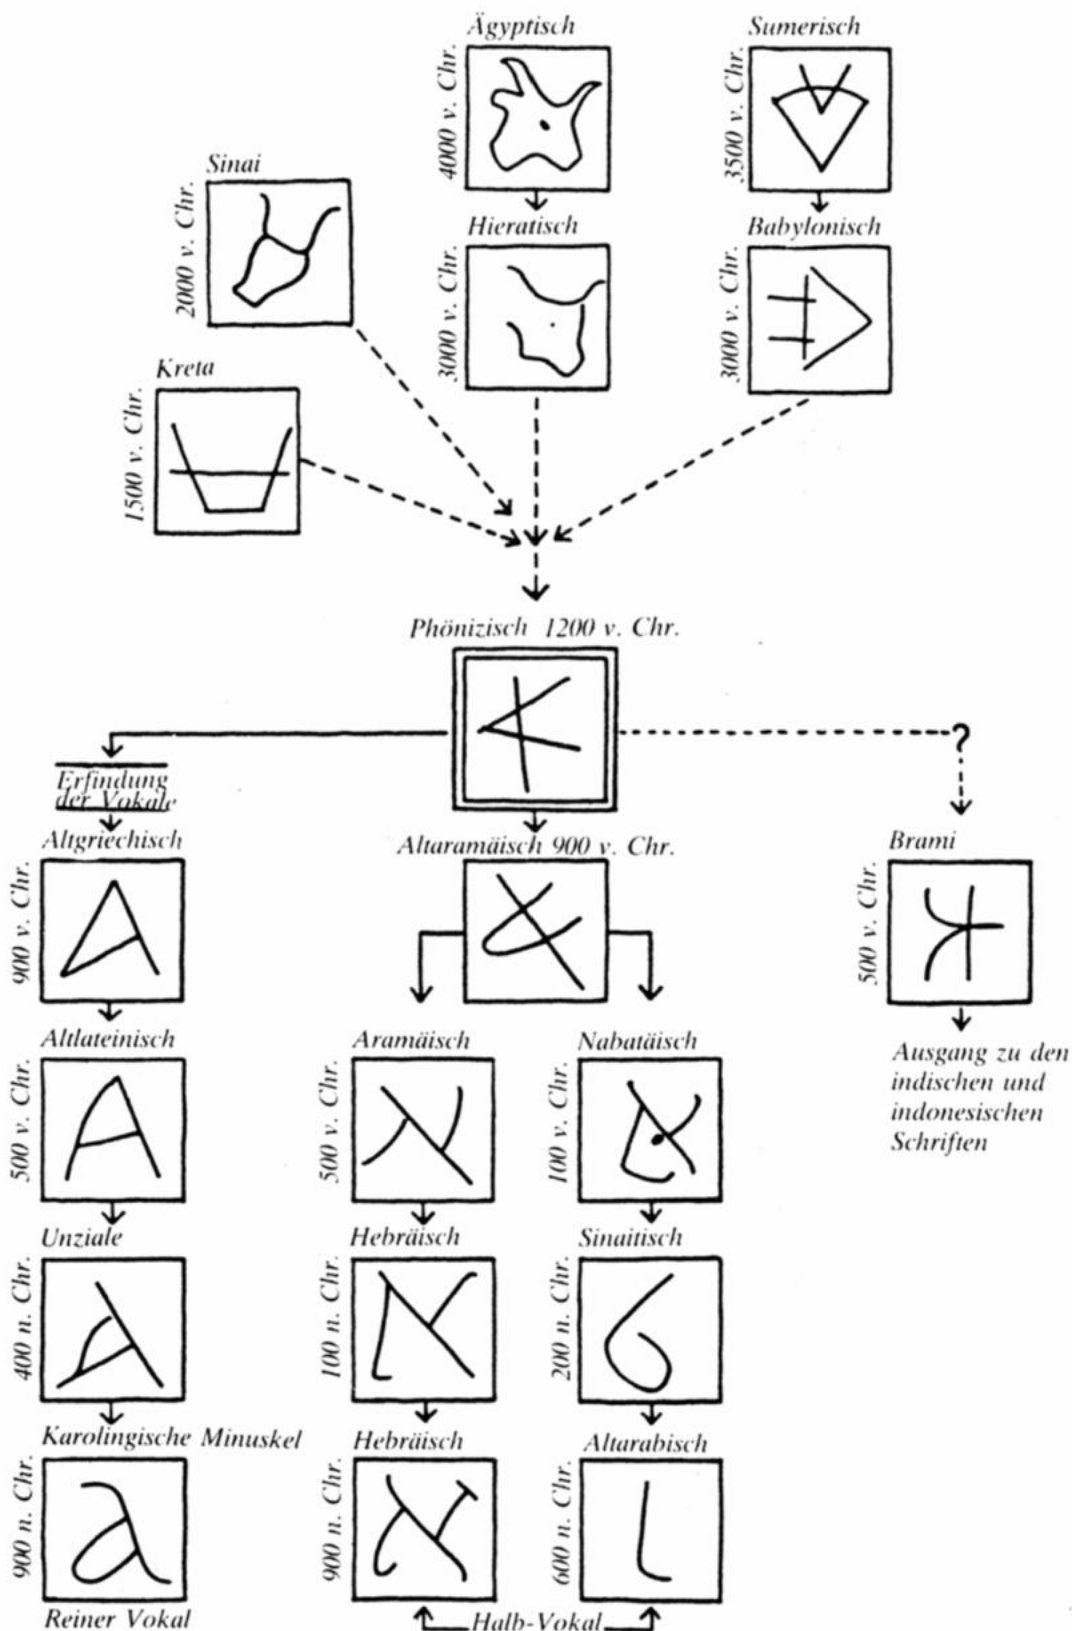 Ägyptisch
4000 v. Chr.
Sumerisch
3500 v. Chr.
Sinai
2000 v. Chr.
Hieratisch
3000 v. Chr.
Babylonisch
3000 v. Chr.
Kreta
1500 v. Chr.
Phönizisch 1200 v. Chr.
?
Erfindung
der Vokale
Altgriechisch
900 v. Chr.
Altaramäisch 900 v. Chr.
Brami
500 v. Chr.
Altlateinisch
500 v. Chr.
Aramäisch
500 v. Chr.
Nabatäisch
100 v. Chr.
Ausgang zu den
indischen und
indonesischen
Schriften
Unziale
400 n. Chr.
Hebräisch
100 n. Chr.
Sinaitisch
200 n. Chr.
Karolingische Minuskel
900 n. Chr.
Hebräisch
900 n. Chr.
Altarabisch
600 n. Chr.
Reiner Vokal
Halb-Vokal